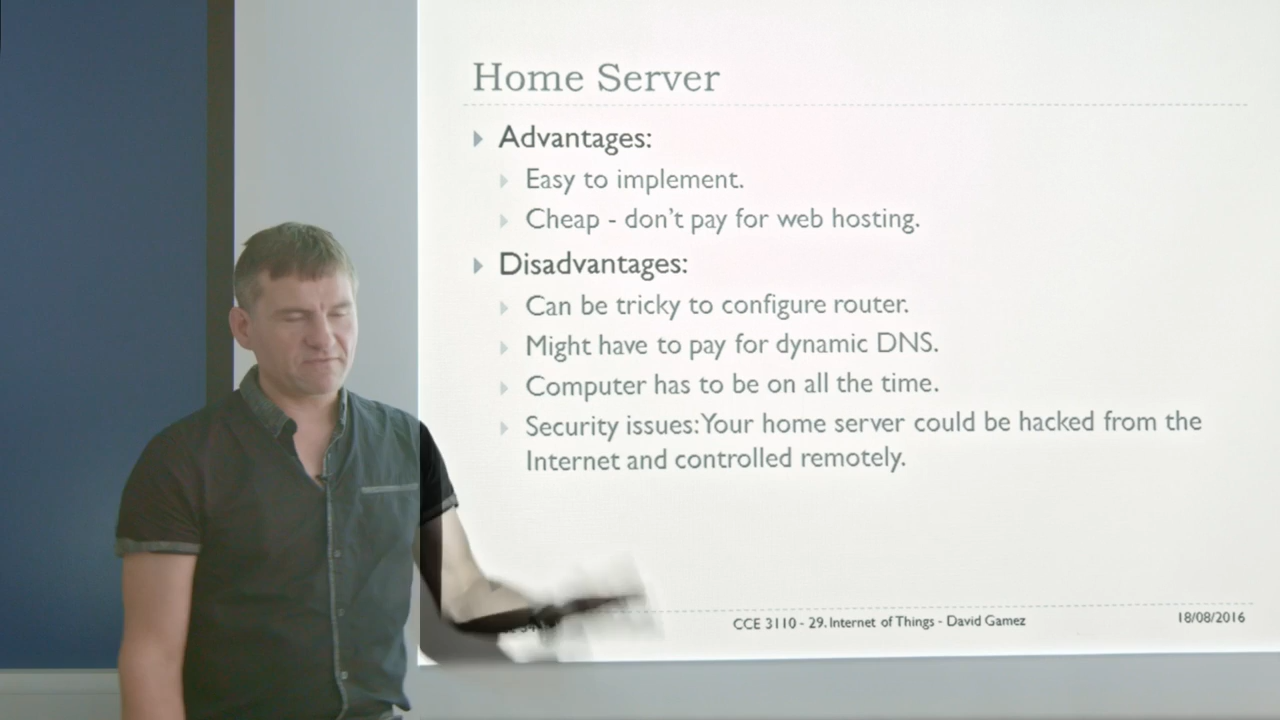 Home Server
Advantages:
Easy to implement.
Cheap - don't pay for web hosting.
Disadvantages:
Can be tricky to configure router.
Might have to pay for dynamic DNS.
Computer has to be on all the time.
Security issues: Your home server could be hacked from the
Internet and controlled remotely.
CCE 3110 - 29. Internet of Things - David Gamez
18/08/2016